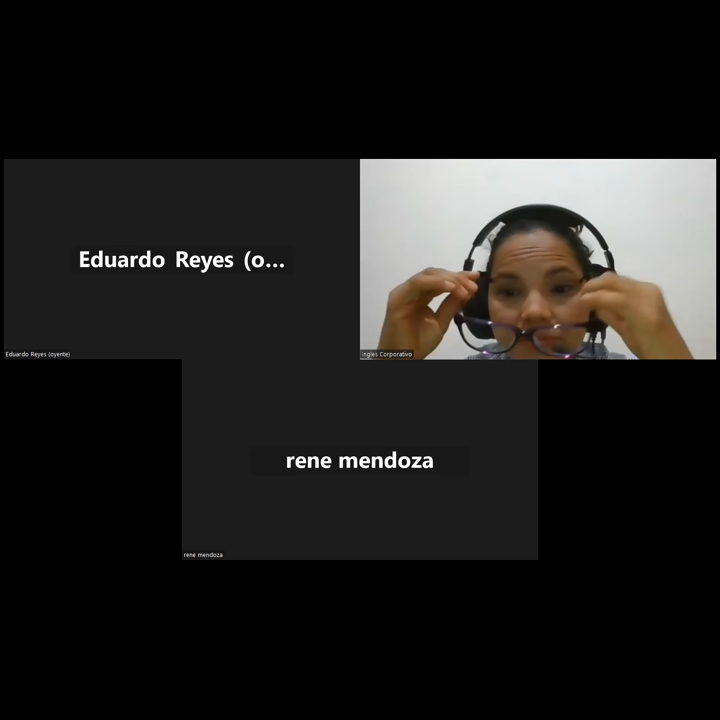 Eduardo Reyes (o...
Eduardo Reyes (oyente)
Ingles Corporativo
rene mendoza
rene mendoza